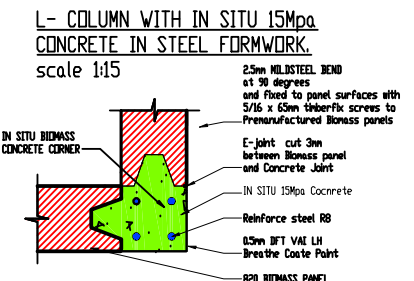 L- COLUMN WITH IN SITU 15Mpa
CONCRETE IN STEEL FORMWORK.
scale 1:15
2.5mm MILDSTEEL BEND
at 90 degrees
and fixed to panel surfaces with
5/16 x 65mm timberfix screws to
Premanufactured Biomass panels
IN SITU BIOMASS
CONCRETE CORNER
E-joint cut 3mm
between Biomass panel
and Concrete Joint
IN SITU 15Mpa Cocnrete
Reinforce steel R8
0.5mm DFT VAI LH
Breathe Coate Paint
820 BIOMASS PANEL